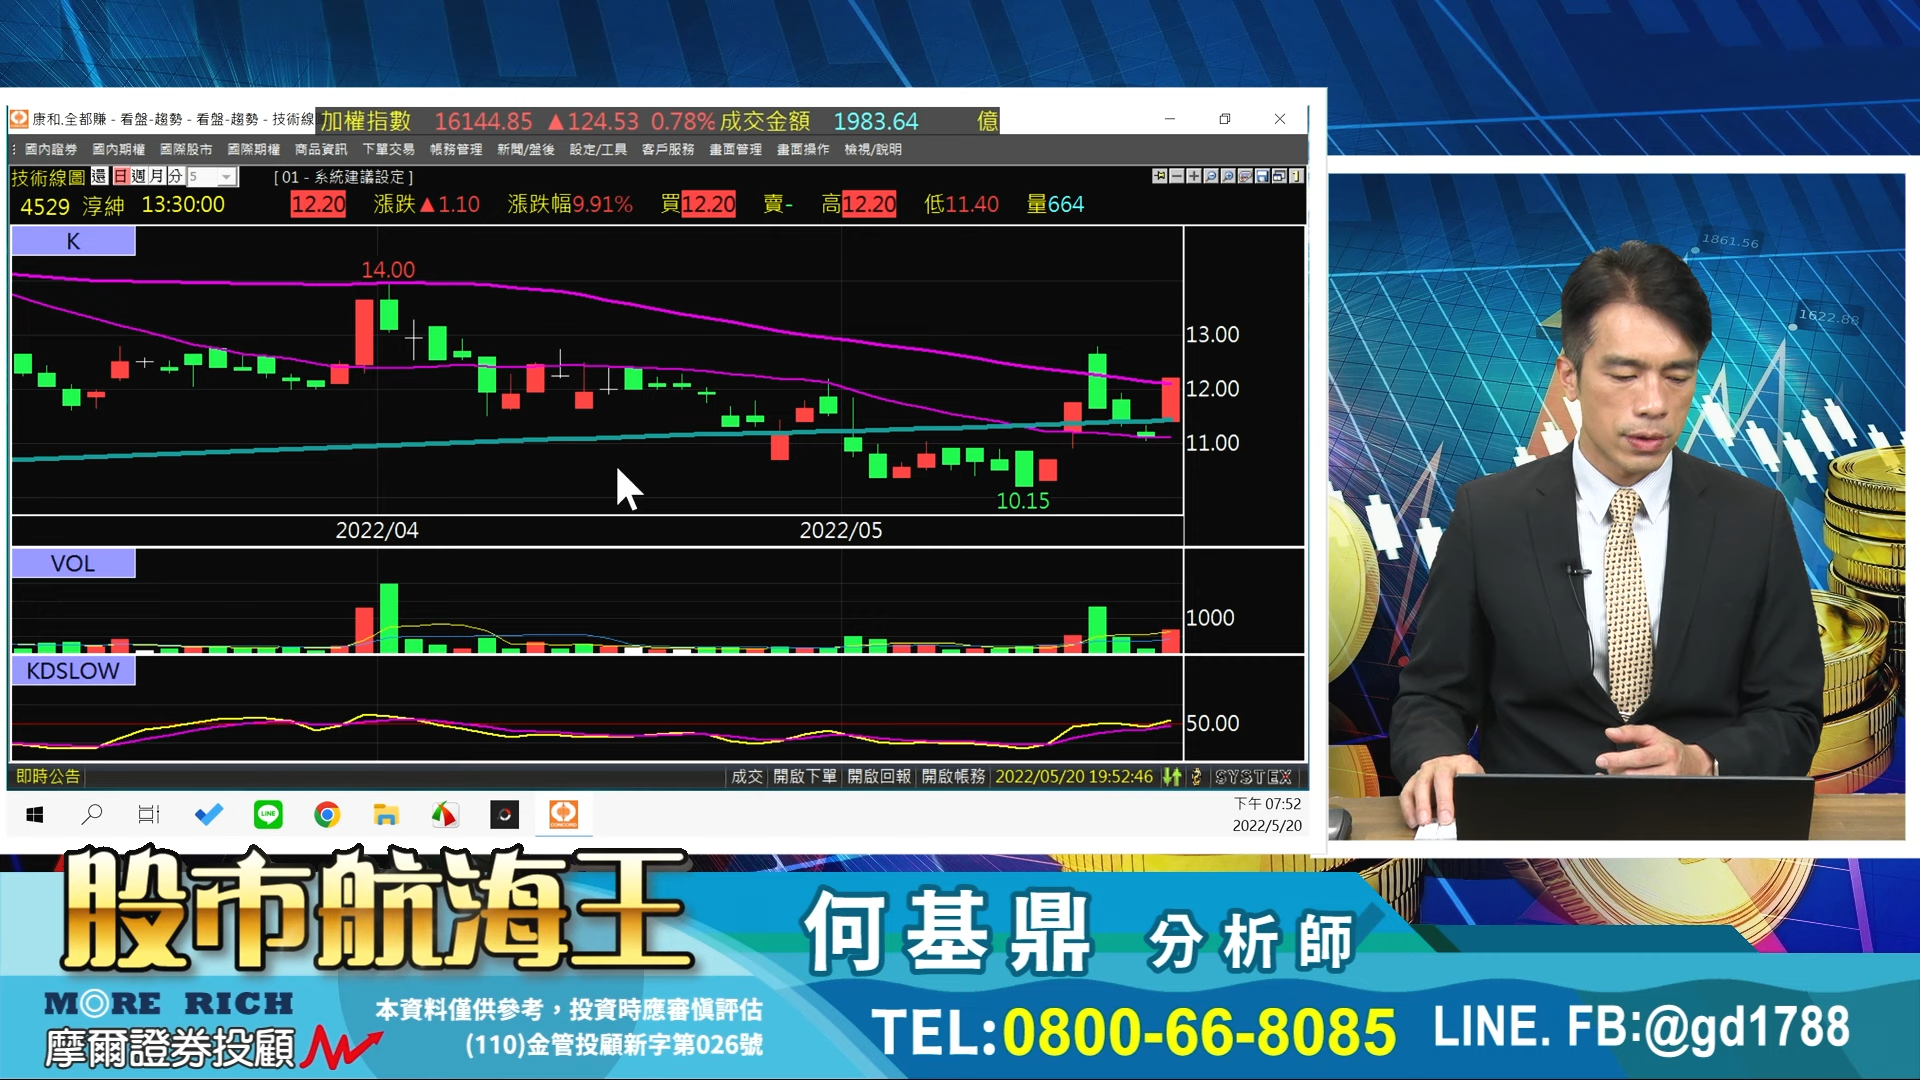 康和.全都賺 - 看盤-趨勢 - 看盤-趨勢 - 技術線
加權指數 16144.85 ▲124.53 0.78% 成交金額 1983.64 億
國內證券 國內期權 國際股市 國際期權 商品資訊 下單交易 帳務管理 新聞/盤後 設定/工具 客戶服務 畫面管理 畫面操作 檢視/說明
技術線圖 還 日 週 月 分 5 [ 01 - 系統建議設定 ]
4529 淳紳 13:30:00 12.20 漲跌▲1.10 漲跌幅9.91% 買12.20 賣- 高12.20 低11.40 量664
K
14.00
13.00
12.00
11.00
10.15
2022/04 2022/05
VOL
1000
KDSLOW
50.00
即時公告 成交 開啟下單 開啟回報 開啟帳務 2022/05/20 19:52:46 SYSTEX
LINE
CONCORD
下午 07:52
2022/5/20
1861.56
1622.88
股市航海王
何基鼎 分析師
MORE RICH
摩爾證券投顧
本資料僅供參考，投資時應審慎評估
(110)金管投顧新字第026號
TEL:0800-66-8085
LINE. FB:@gd1788